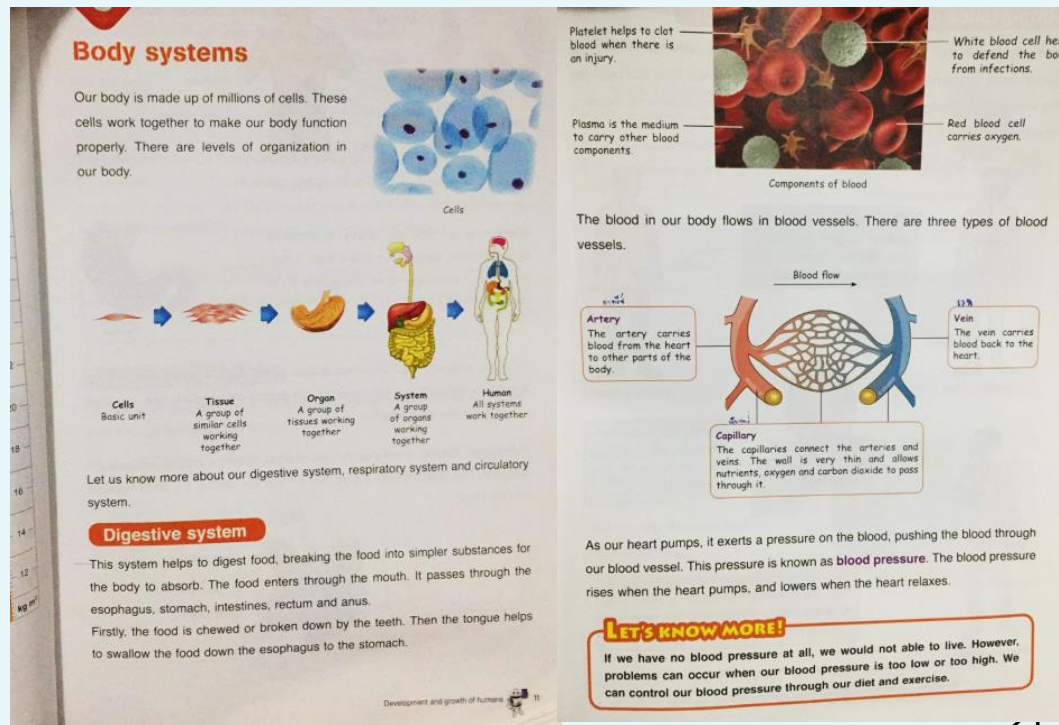 Body systems
Our body is made up of millions of cells. These
cells work together to make our body function
properly. There are levels of organization in
our body.
Cells
Cells
Basic unit
Tissue
A group of
similar cells
working
together
Organ
A group of
tissues working
together
System
A group
of organs
working
together
Human
All systems
work together
Let us know more about our digestive system, respiratory system and circulatory
system.
Digestive system
This system helps to digest food, breaking the food into simpler substances for
the body to absorb. The food enters through the mouth. It passes through the
esophagus, stomach, intestines, rectum and anus.
Firstly, the food is chewed or broken down by the teeth. Then the tongue helps
to swallow the food down the esophagus to the stomach.
Development and growth of humans 11
18
16
14
12
kg m²
Platelet helps to clot
blood when there is
an injury.
White blood cell he
to defend the bo
from infections.
Plasma is the medium
to carry other blood
components.
Red blood cell
carries oxygen.
Components of blood
The blood in our body flows in blood vessels. There are three types of blood
vessels.
Blood flow
Artery
The artery carries
blood from the heart
to other parts of the
body.
Vein
The vein carries
blood back to the
heart.
Capillary
The capillaries connect the arteries and
veins. The wall is very thin and allows
nutrients, oxygen and carbon dioxide to pass
through it.
As our heart pumps, it exerts a pressure on the blood, pushing the blood through
our blood vessel. This pressure is known as blood pressure. The blood pressure
rises when the heart pumps, and lowers when the heart relaxes.
LET'S KNOW MORE!
If we have no blood pressure at all, we would not able to live. However,
problems can occur when our blood pressure is too low or too high. We
can control our blood pressure through our diet and exercise.